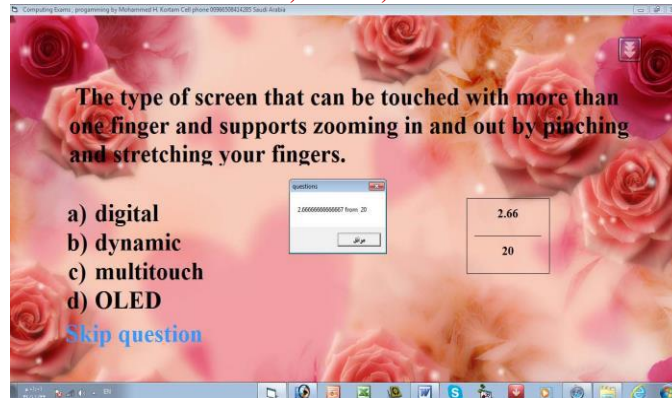 Computing Exams , progamming by Mohammed H. Kortam Cell phone 00966508414285 Saudi Arabia
The type of screen that can be touched with more than
one finger and supports zooming in and out by pinching
and stretching your fingers.
questions
2.66666666666667 from 20
موافق
2.66
20
a) digital
b) dynamic
c) multitouch
d) OLED
Skip question
EN